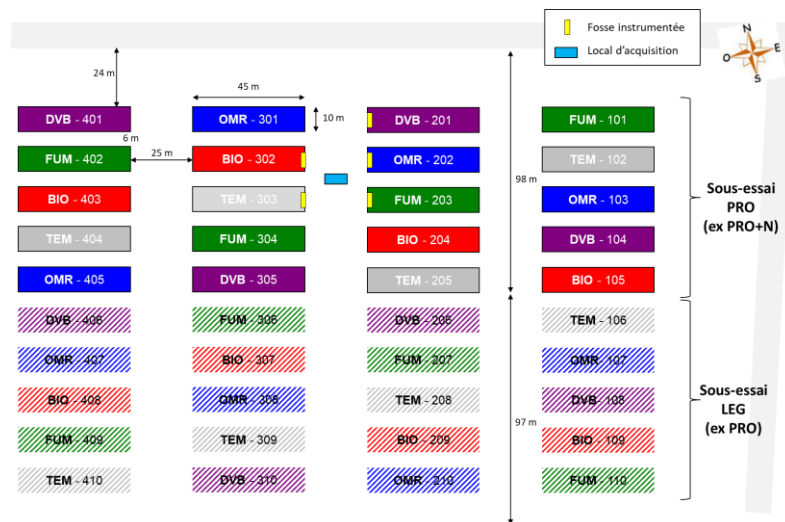 Fosse instrumentée
Local d'acquisition
N
E
S
O
24 m
45 m
10 m
6 m
25 m
98 m
97 m
DVB - 401
OMR - 301
DVB - 201
FUM - 101
FUM - 402
BIO - 302
OMR - 202
TEM - 102
BIO - 403
TEM - 303
FUM - 203
OMR - 103
TEM - 404
FUM - 304
BIO - 204
DVB - 104
OMR - 405
DVB - 305
TEM - 205
BIO - 105
DVB - 406
FUM - 306
DVB - 206
TEM - 106
OMR - 407
BIO - 307
FUM - 207
OMR - 107
BIO - 408
OMR - 308
TEM - 208
DVB - 108
FUM - 409
TEM - 309
BIO - 209
BIO - 109
TEM - 410
DVB - 310
OMR - 210
FUM - 110
Sous-essai
PRO
(ex PRO+N)
Sous-essai
LEG
(ex PRO)